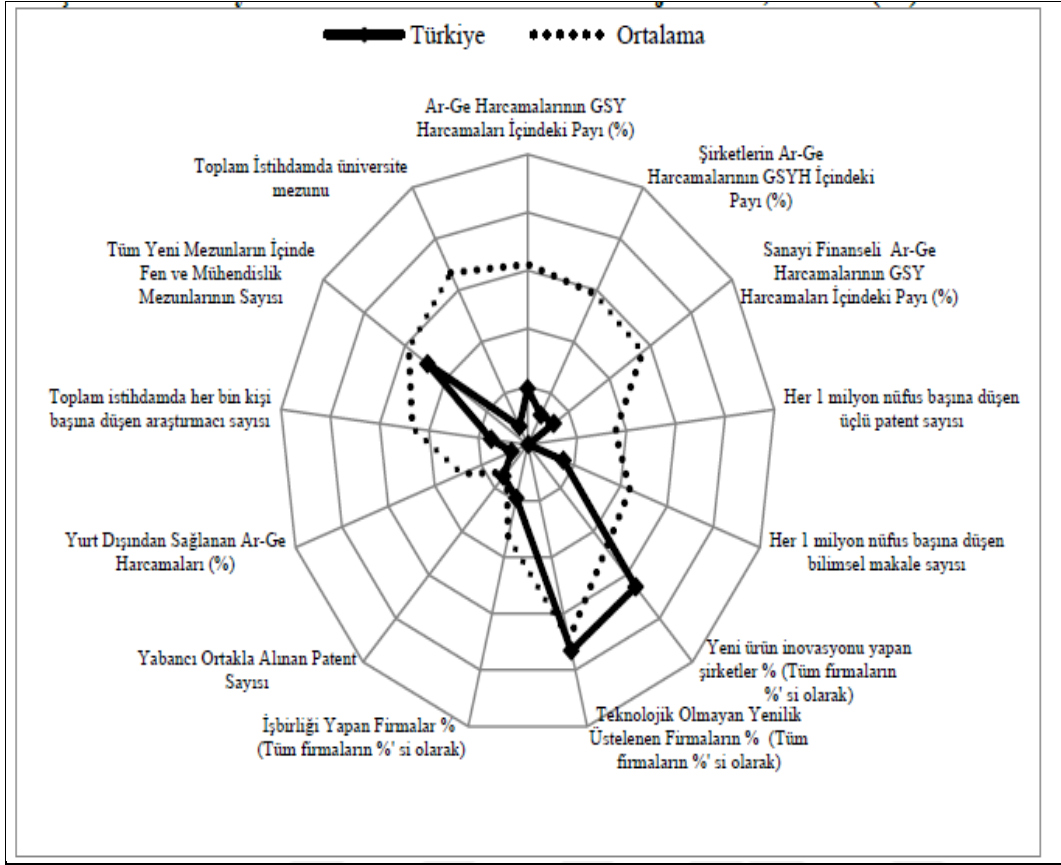 Türkiye
Ortalama
Ar-Ge Harcamalarının GSY
Harcamaları İçindeki Payı (%)
Şirketlerin Ar-Ge
Harcamalarının GSYH İçindeki
Payı (%)
Sanayi Finanseli Ar-Ge
Harcamalarının GSY
Harcamaları İçindeki Payı (%)
Her 1 milyon nüfus başına düşen
üçlü patent sayısı
Her 1 milyon nüfus başına düşen
bilimsel makale sayısı
Yeni ürün inovasyonu yapan
şirketler % (Tüm firmaların
%' si olarak)
Teknolojik Olmayan Yenilik
Üstelenen Firmaların % (Tüm
firmaların %' si olarak)
İşbirliği Yapan Firmalar %
(Tüm firmaların %' si olarak)
Yabancı Ortakla Alınan Patent
Sayısı
Yurt Dışından Sağlanan Ar-Ge
Harcamaları (%)
Toplam istihdamda her bin kişi
başına düşen araştırmacı sayısı
Tüm Yeni Mezunların İçinde
Fen ve Mühendislik
Mezunlarının Sayısı
Toplam İstihdamda üniversite
mezunu